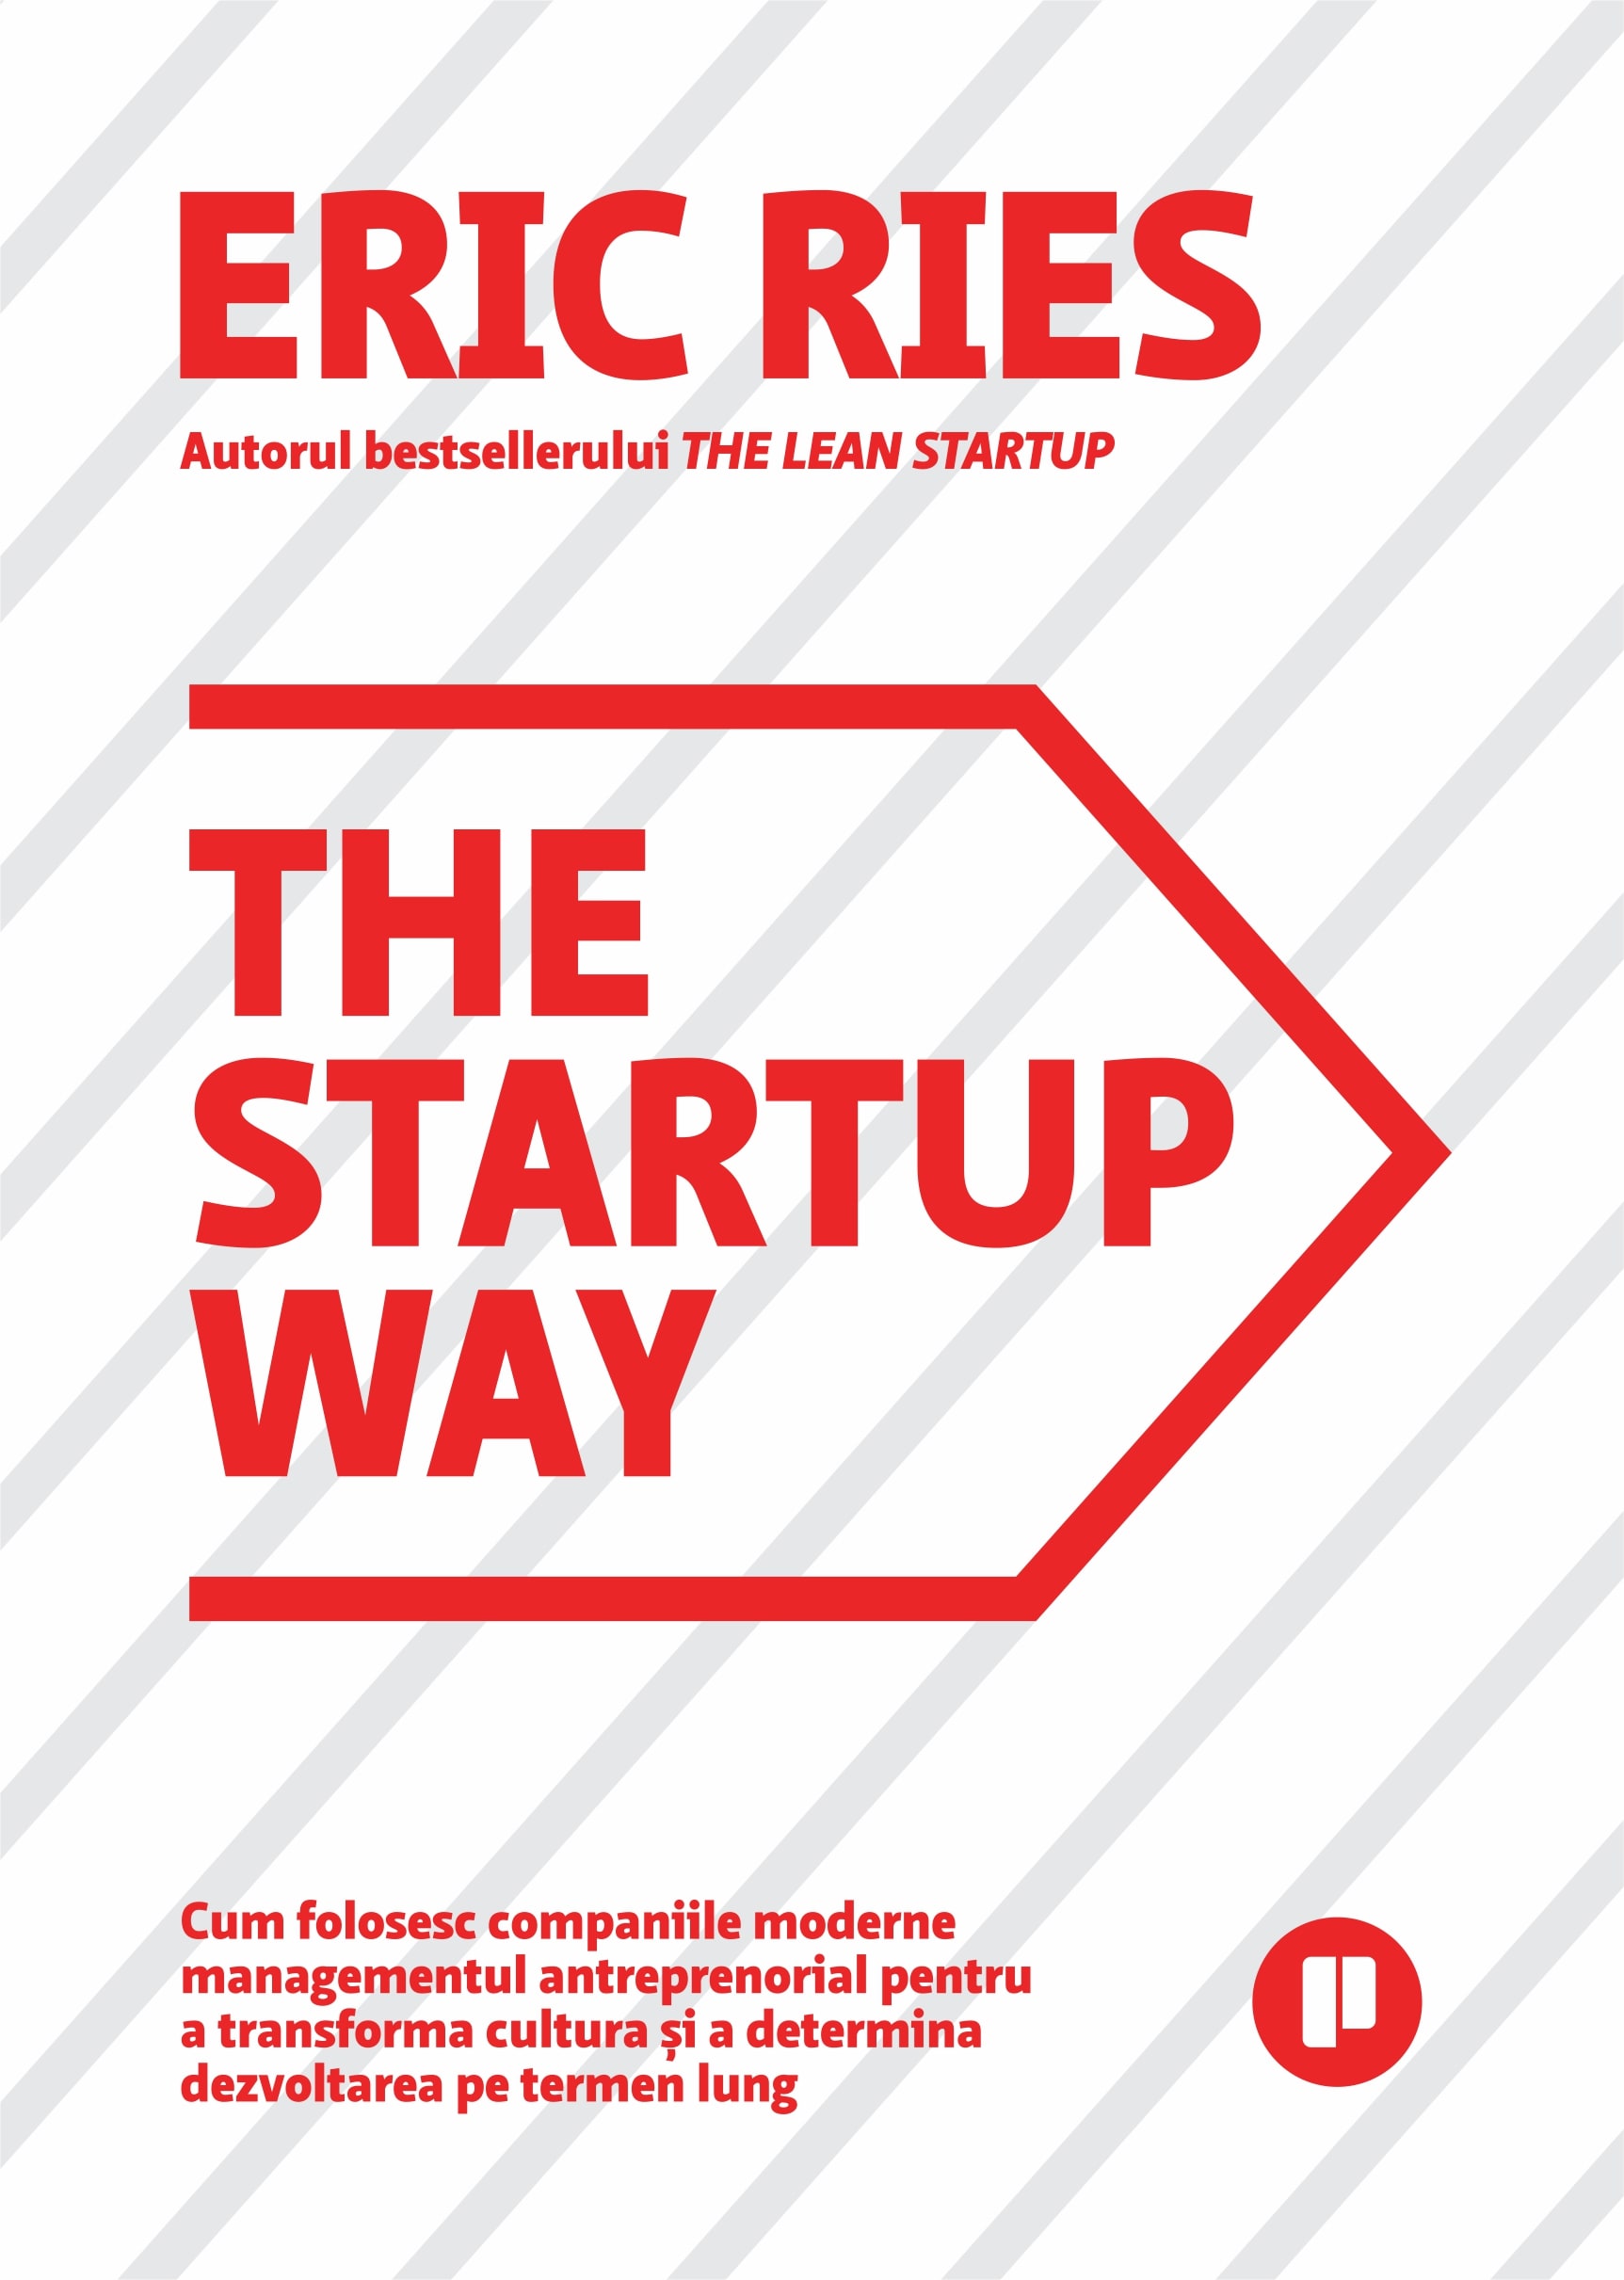 ERIC RIES
Autorul bestsellerului THE LEAN STARTUP
THE
STARTUP
WAY
Cum folosesc companiile moderne
managementul antreprenorial pentru
a transforma cultura și a determina
dezvoltarea pe termen lung